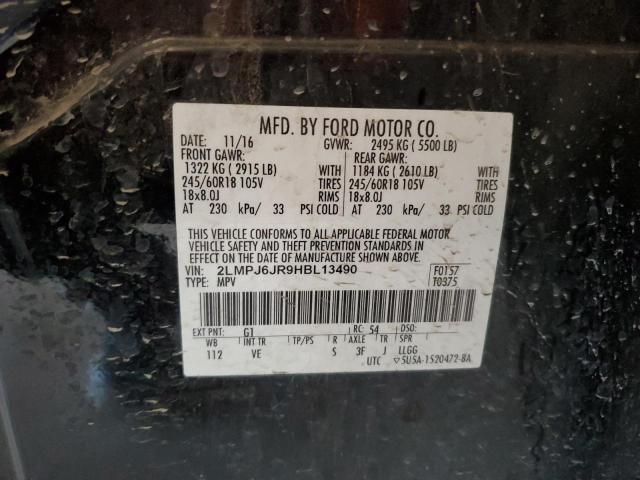 MFD. BY FORD MOTOR CO.
DATE: 11/16 GVWR: 2495 KG ( 5500 LB)
FRONT GAWR: REAR GAWR:
1322 KG ( 2915 LB) 1184 KG ( 2610 LB)
245/60R18 105V TIRES 245/60R18 105V TIRES
18x8.0J RIMS 18x8.0J RIMS
AT 230 kPa/ 33 PSI COLD AT 230 kPa/ 33 PSI COLD
THIS VEHICLE CONFORMS TO ALL APPLICABLE FEDERAL MOTOR
VEHICLE SAFETY AND THEFT PREVENTION STANDARDS IN
EFFECT ON THE DATE OF MANUFACTURE SHOWN ABOVE.
VIN: 2LMPJ6JR9HBL13490 F0157
TYPE: MPV T0375
EXT PNT: G1 RC: 54 DSO:
WB INT TR TP/PS R AXLE TR SPR
112 VE S 3F J LLGG
UTC ▽5U5A-1520472-BA